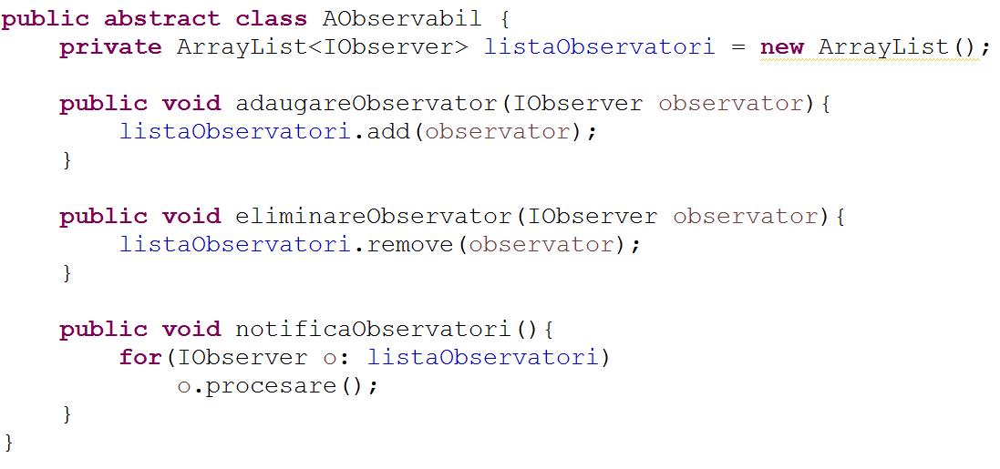 public abstract class AObservabil {
    private ArrayList<IObserver> listaObservatori = new ArrayList();
    public void adaugareObservator(IObserver observator){
        listaObservatori.add(observator);
    }
    public void eliminareObservator(IObserver observator){
        listaObservatori.remove(observator);
    }
    public void notificaObservatori(){
        for(IObserver o: listaObservatori)
            o.procesare();
    }
}